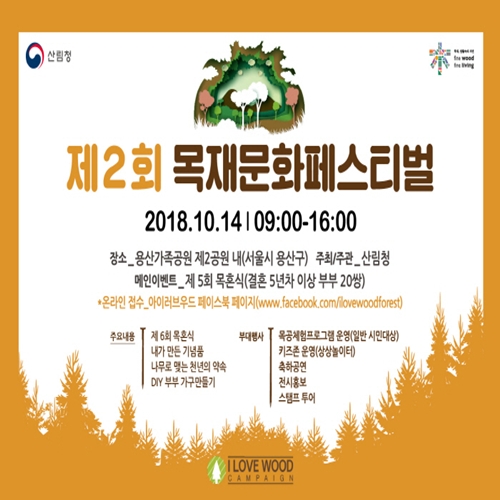 산림청
fine wood
fine living
제2회 목재문화페스티벌
2018.10.14 | 09:00-16:00
장소_용산가족공원 제2공원 내(서울시 용산구) 주최/주관_산림청
메인이벤트_제 5회 목혼식(결혼 5년차 이상 부부 20쌍)
*온라인 접수_아이러브우드 페이스북 페이지(www.facebook.com/ilovewoodforest)
주요내용
제 6회 목혼식
내가 만든 기념품
나무로 맺는 천년의 약속
DIY 부부 가구만들기
부대행사
목공체험프로그램 운영(일반 시민대상)
키즈존 운영(상상놀이터)
축하공연
전시홍보
스탬프 투어
I LOVE WOOD
CAMPAIGN